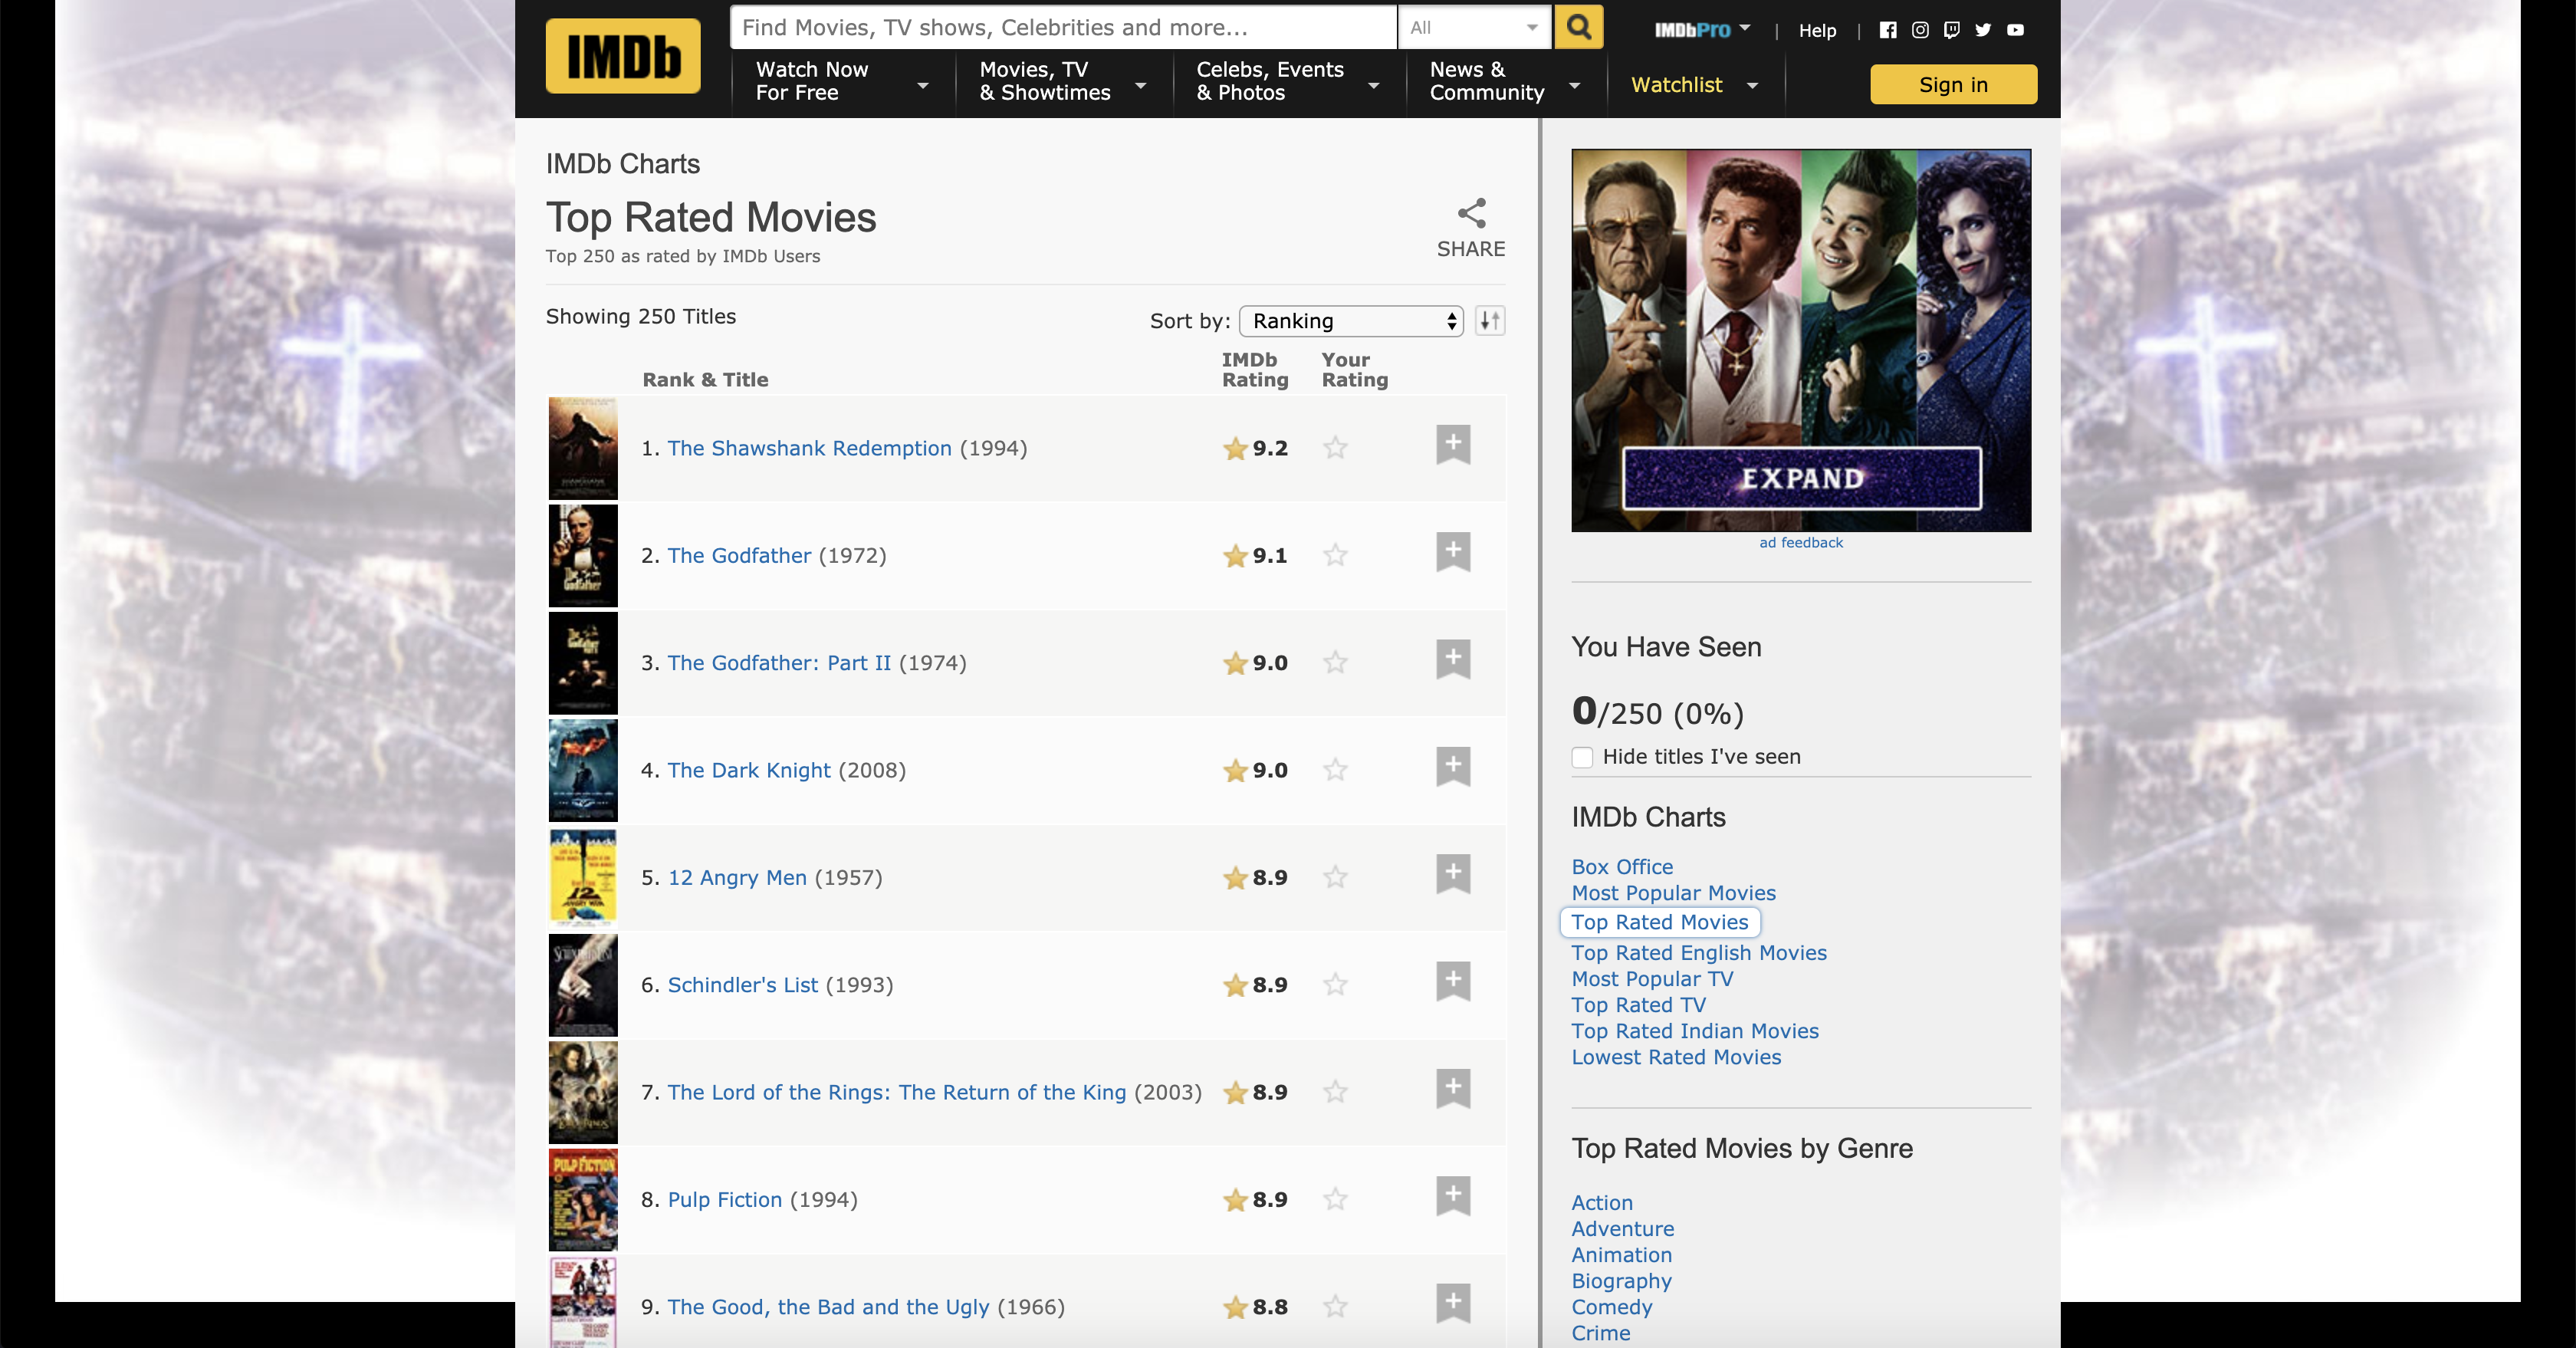 IMDb
Find Movies, TV shows, Celebrities and more...
All
IMDbPro
|
Help
|
Watch Now
For Free
Movies, TV
& Showtimes
Celebs, Events
& Photos
News &
Community
Watchlist
Sign in
IMDb Charts
Top Rated Movies
Top 250 as rated by IMDb Users
SHARE
Showing 250 Titles
Sort by: Ranking
Rank & Title
IMDb
Rating
Your
Rating
1. The Shawshank Redemption (1994) 9.2
The Godfather
2. The Godfather (1972) 9.1
3. The Godfather: Part II (1974) 9.0
4. The Dark Knight (2008) 9.0
12
5. 12 Angry Men (1957) 8.9
6. Schindler's List (1993) 8.9
7. The Lord of the Rings: The Return of the King (2003) 8.9
PULP FICTION
8. Pulp Fiction (1994) 8.9
9. The Good, the Bad and the Ugly (1966) 8.8
EXPAND
ad feedback
You Have Seen
0/250 (0%)
Hide titles I've seen
IMDb Charts
Box Office
Most Popular Movies
Top Rated Movies
Top Rated English Movies
Most Popular TV
Top Rated TV
Top Rated Indian Movies
Lowest Rated Movies
Top Rated Movies by Genre
Action
Adventure
Animation
Biography
Comedy
Crime